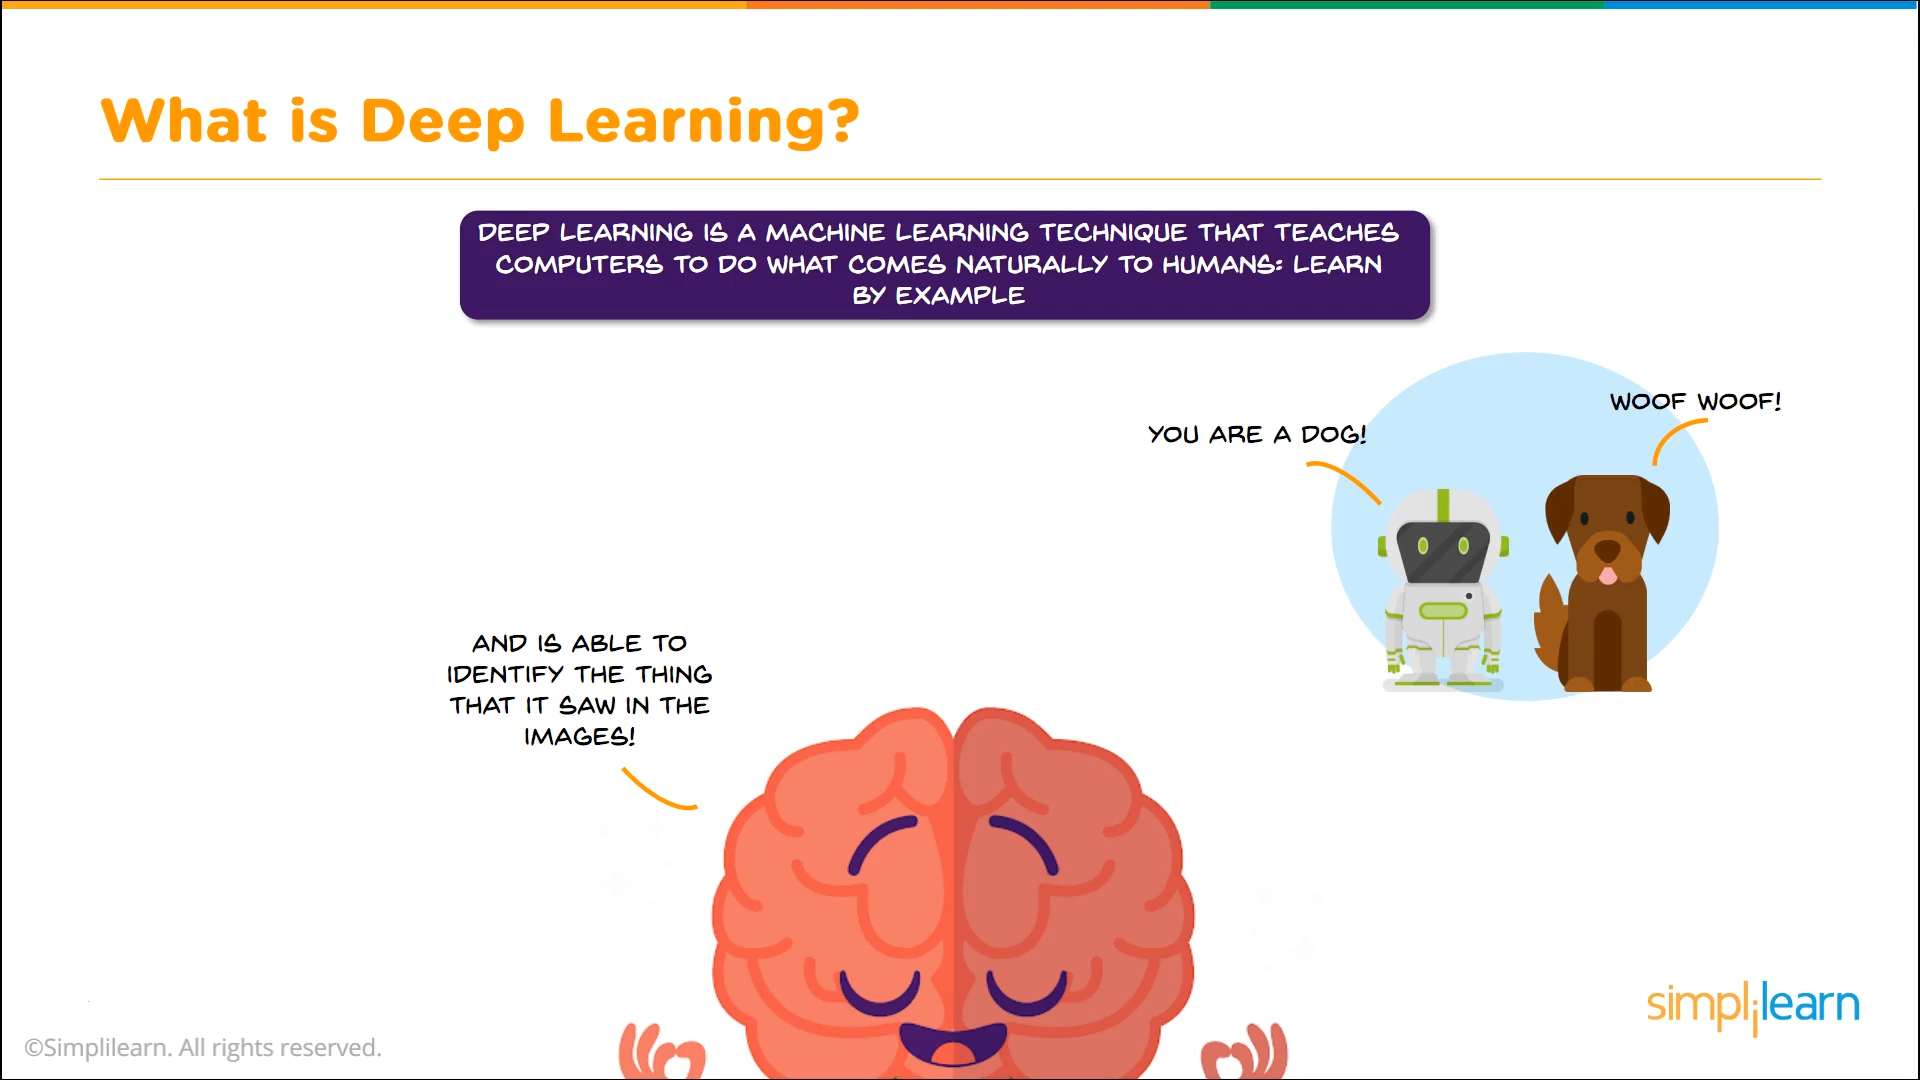 What is Deep Learning?
DEEP LEARNING IS A MACHINE LEARNING TECHNIQUE THAT TEACHES
COMPUTERS TO DO WHAT COMES NATURALLY TO HUMANS: LEARN
BY EXAMPLE
WOOF WOOF!
YOU ARE A DOG!
AND IS ABLE TO
IDENTIFY THE THING
THAT IT SAW IN THE
IMAGES!
simplilearn
©Simplilearn. All rights reserved.